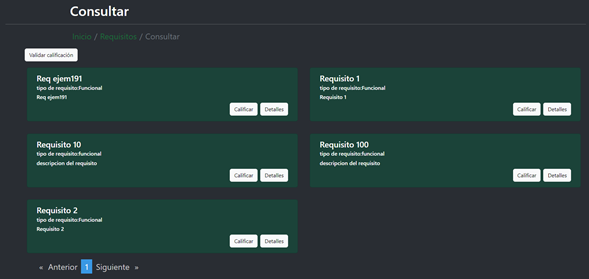 Consultar
Inicio / Requisitos / Consultar
Validar calificación
Req ejem191
tipo de requisito:Funcional
Req ejem191
Calificar Detalles
Requisito 1
tipo de requisito:Funcional
Requisito 1
Calificar Detalles
Requisito 10
tipo de requisito:funcional
descripcion del requisito
Calificar Detalles
Requisito 100
tipo de requisito:funcional
descripcion del requisito
Calificar Detalles
Requisito 2
tipo de requisito:Funcional
Requisito 2
Calificar Detalles
« Anterior 1 Siguiente »